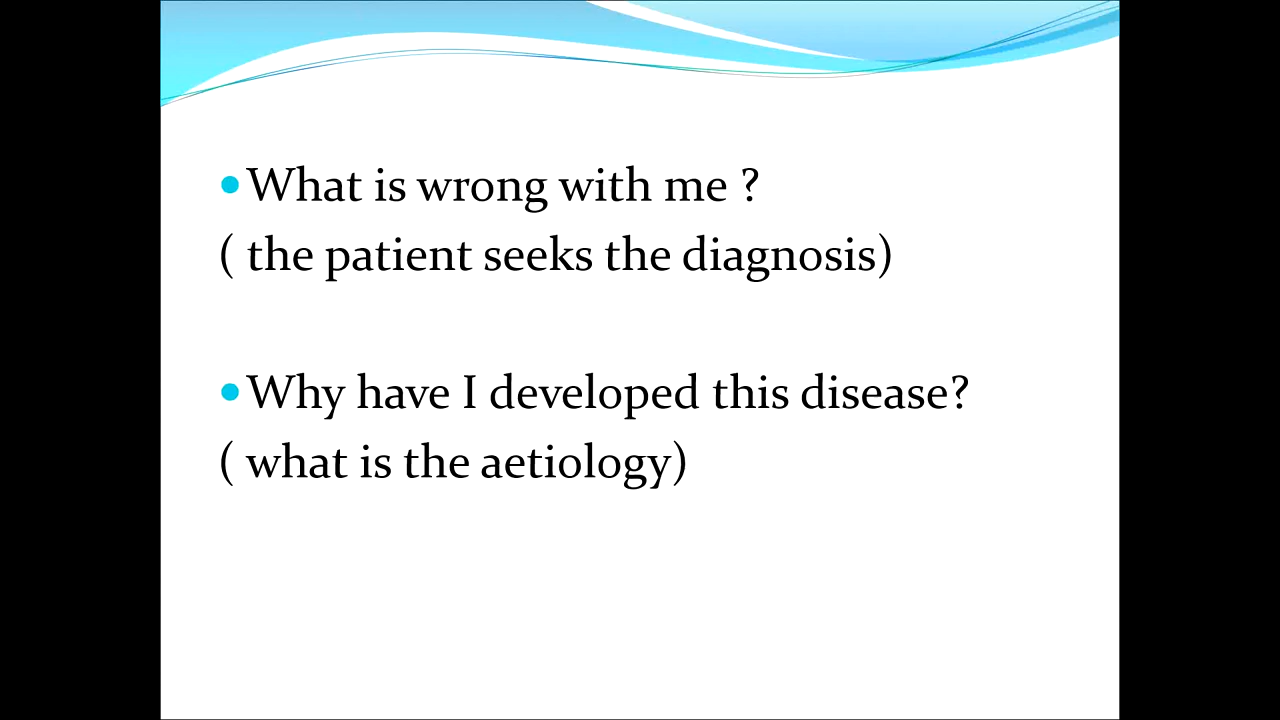 • What is wrong with me ?
( the patient seeks the diagnosis)
• Why have I developed this disease?
( what is the aetiology)